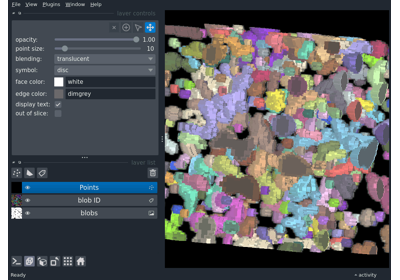 File View Plugins Window Help
layer controls
opacity: 1.00
point size: 10
blending: translucent
symbol: disc
face color: white
edge color: dimgrey
display text:
out of slice:
layer list
Points
blob ID
blobs
Ready
activity